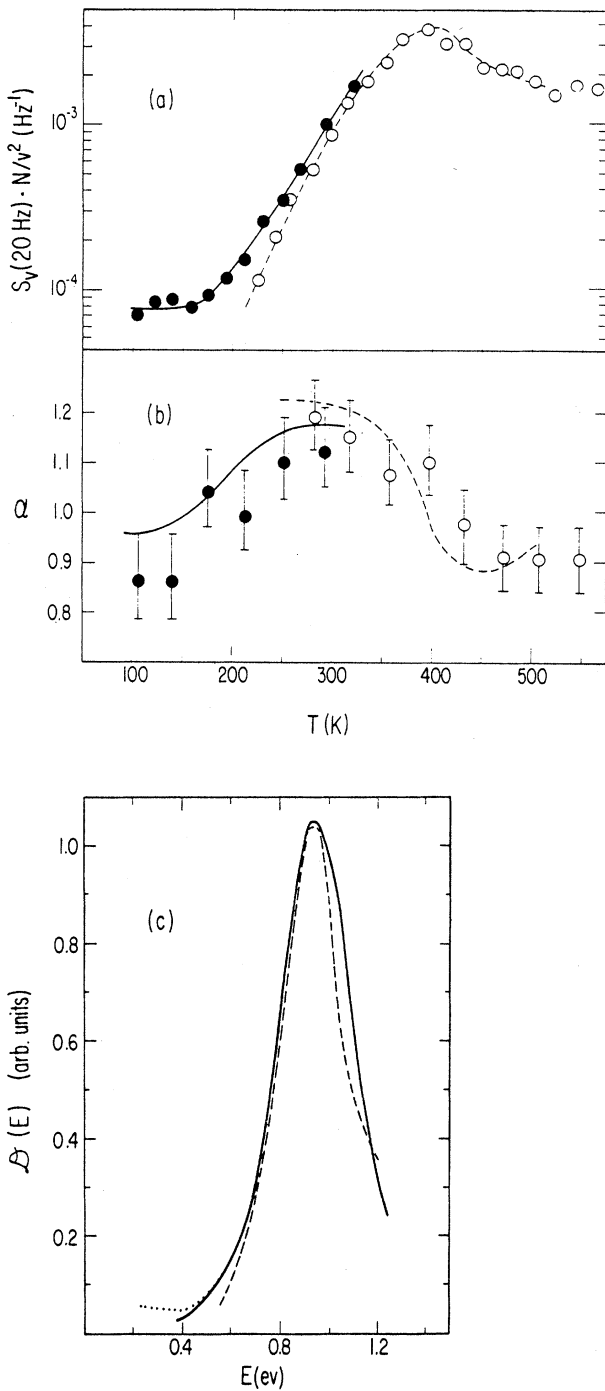 (a)
10⁻³
10⁻⁴
S_V(20 Hz)·N/v² (Hz⁻¹)
(b)
1.2
1.1
1.0
0.9
0.8
α
100 200 300 400 500
T(K)
(c)
1.0
0.8
0.6
0.4
0.2
𝒟(E) (arb. units)
0.4 0.8 1.2
E(ev)